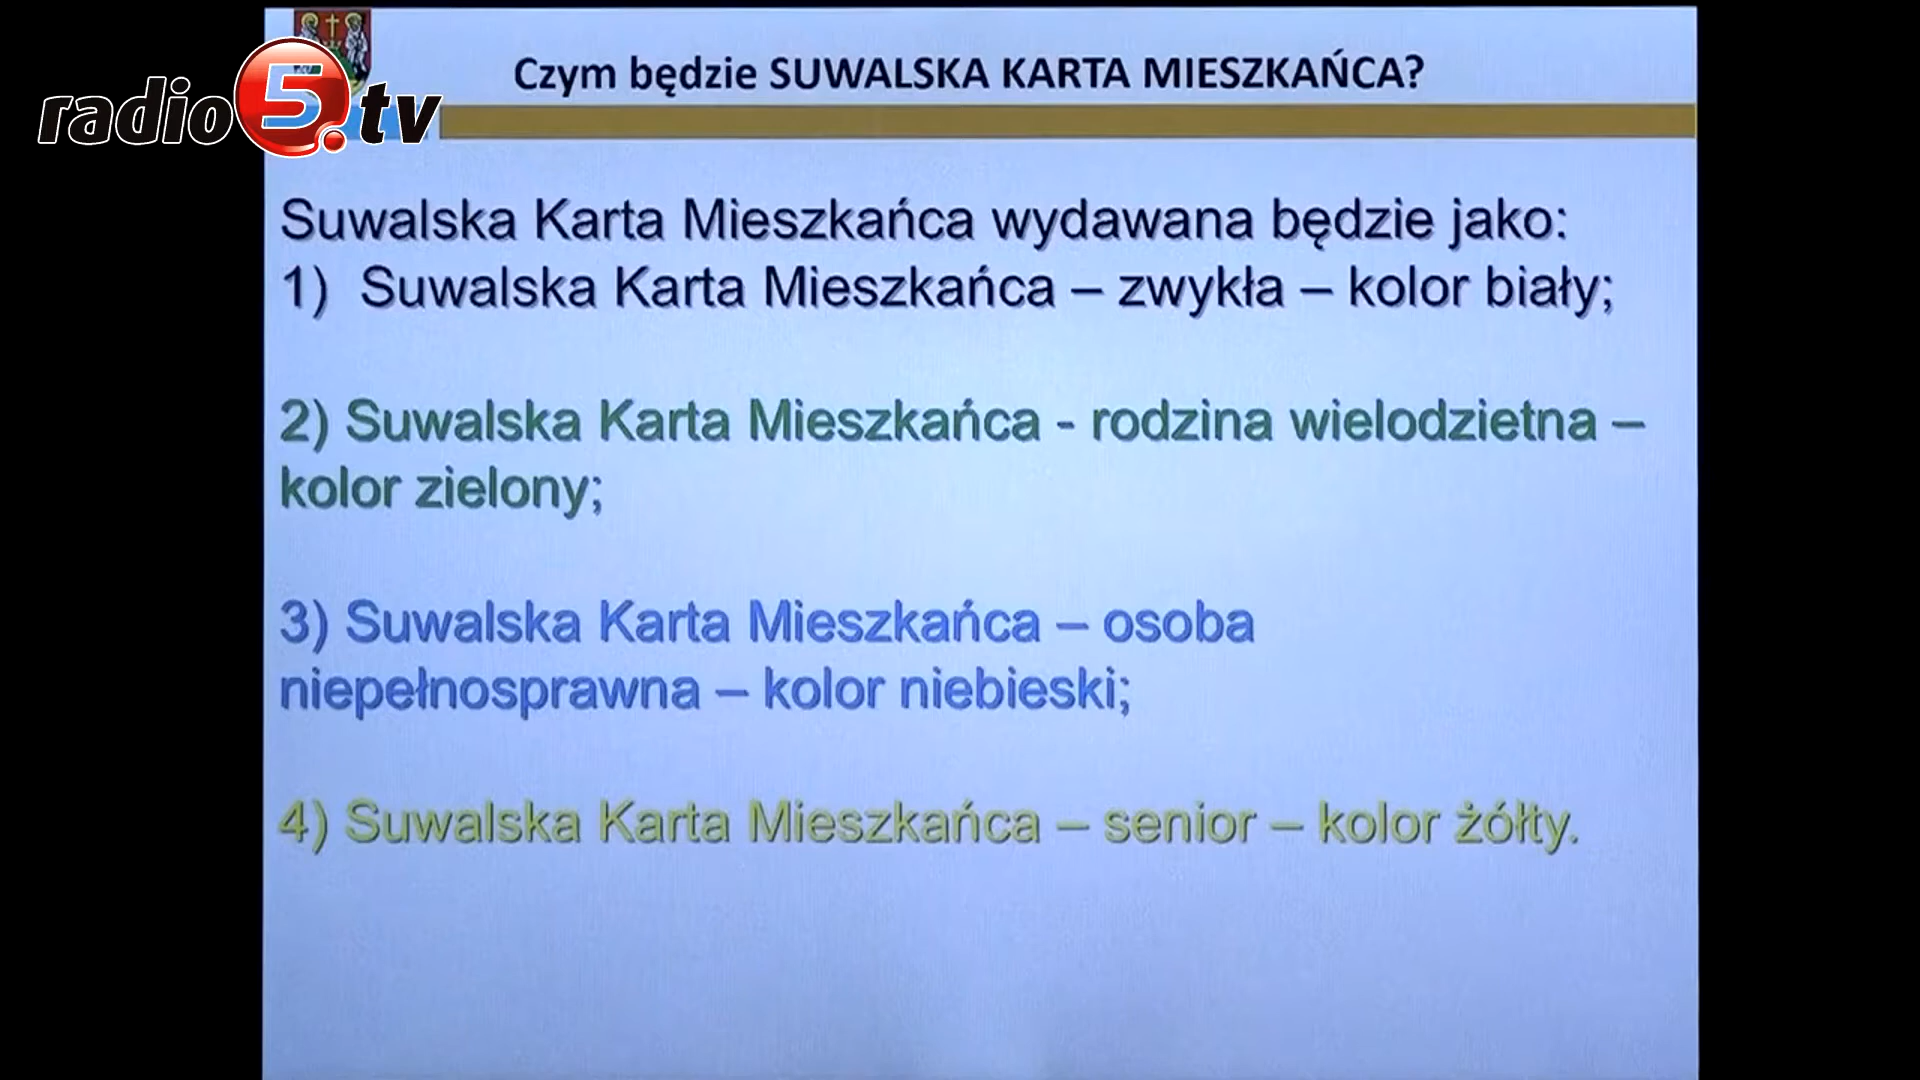 Czym będzie SUWALSKA KARTA MIESZKAŃCA?
radio5.tv
Suwalska Karta Mieszkańca wydawana będzie jako:
1) Suwalska Karta Mieszkańca – zwykła – kolor biały;
2) Suwalska Karta Mieszkańca - rodzina wielodzietna –
kolor zielony;
3) Suwalska Karta Mieszkańca – osoba
niepełnosprawna – kolor niebieski;
4) Suwalska Karta Mieszkańca – senior – kolor żółty.